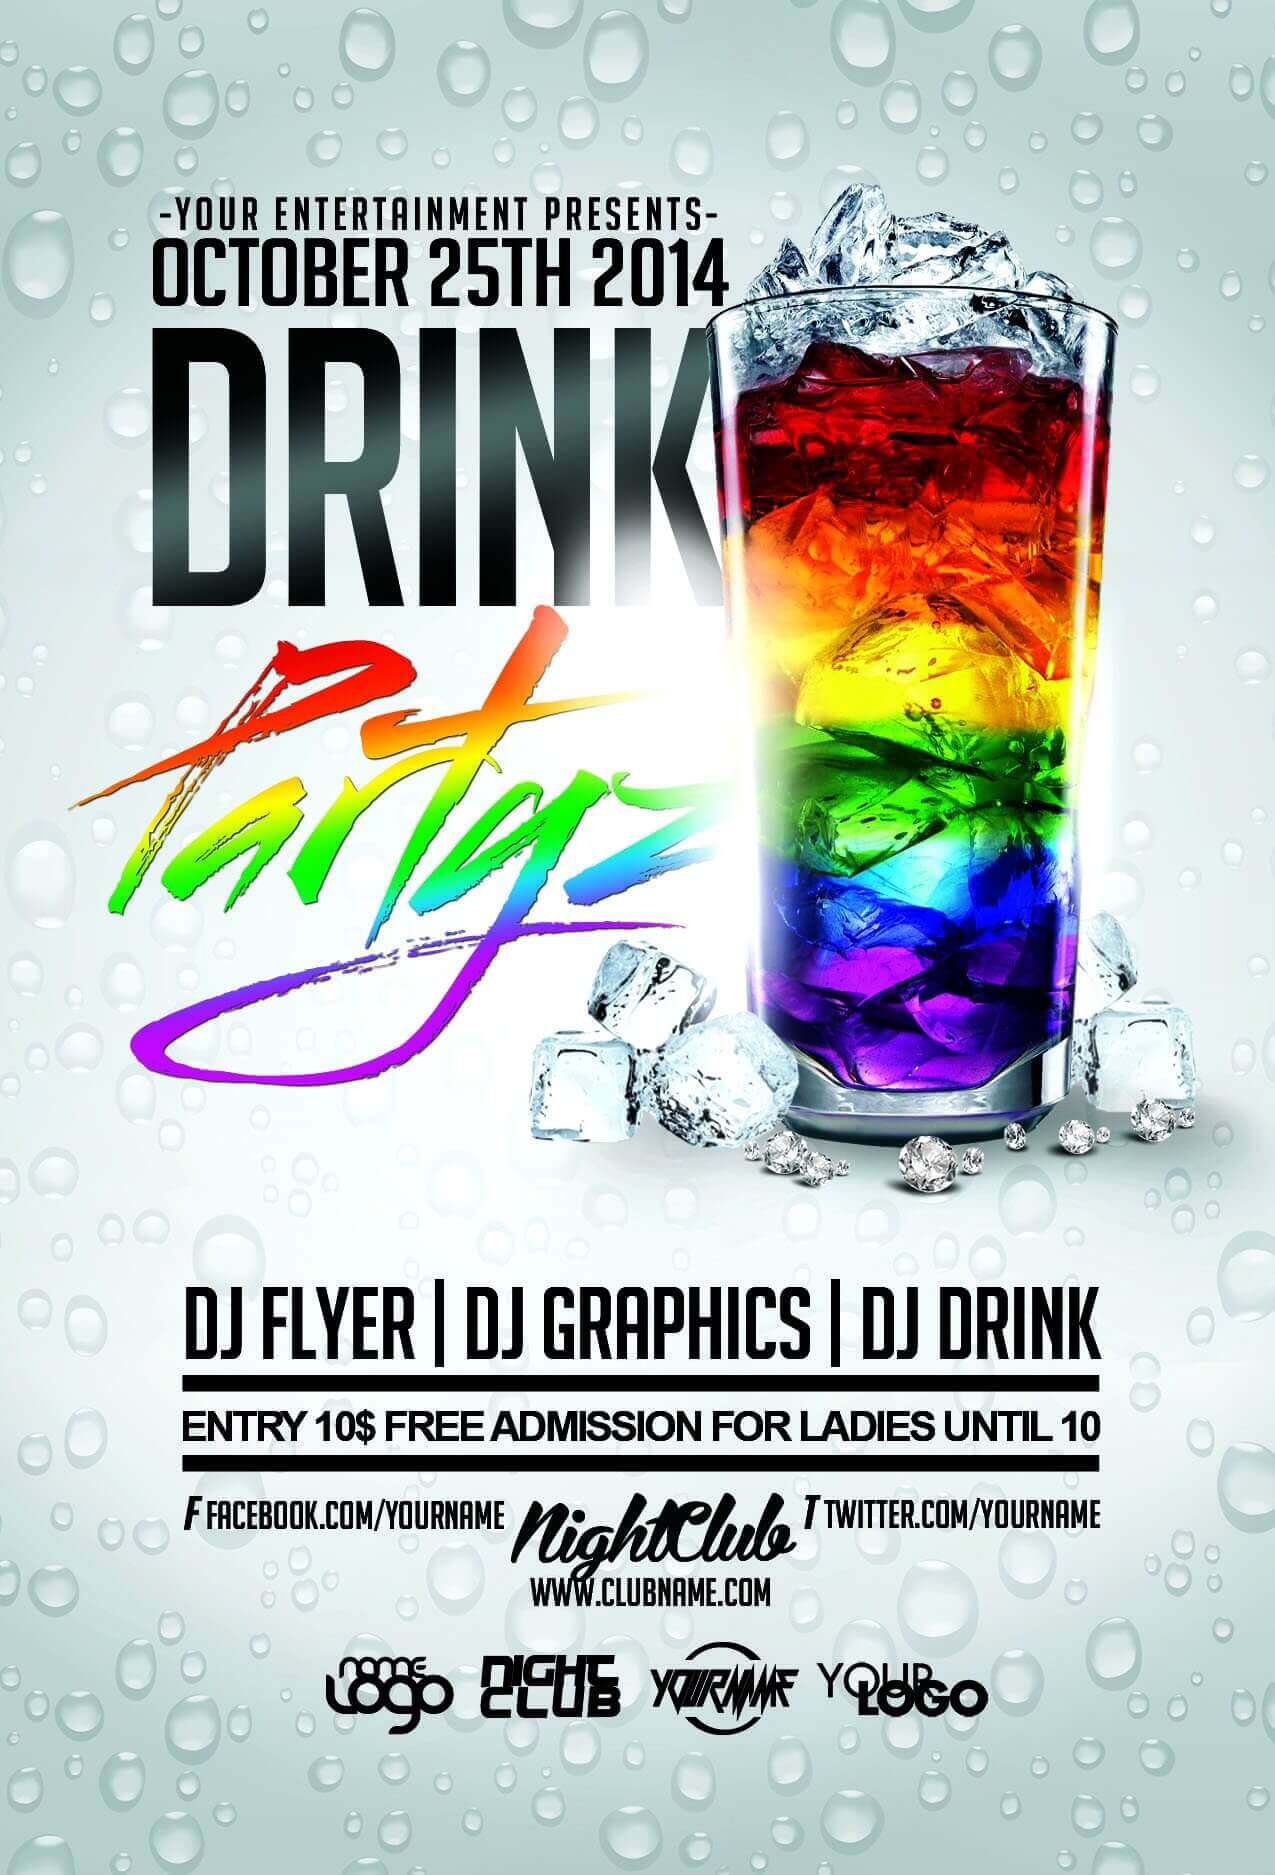 -YOUR ENTERTAINMENT PRESENTS-
OCTOBER 25TH 2014
DRINK
Partyz
DJ FLYER | DJ GRAPHICS | DJ DRINK
ENTRY 10$ FREE ADMISSION FOR LADIES UNTIL 10
F FACEBOOK.COM/YOURNAME NightClub T TWITTER.COM/YOURNAME
WWW.CLUBNAME.COM
NAME LOGO NIGHT CLUB YOURNAME YOUR LOGO